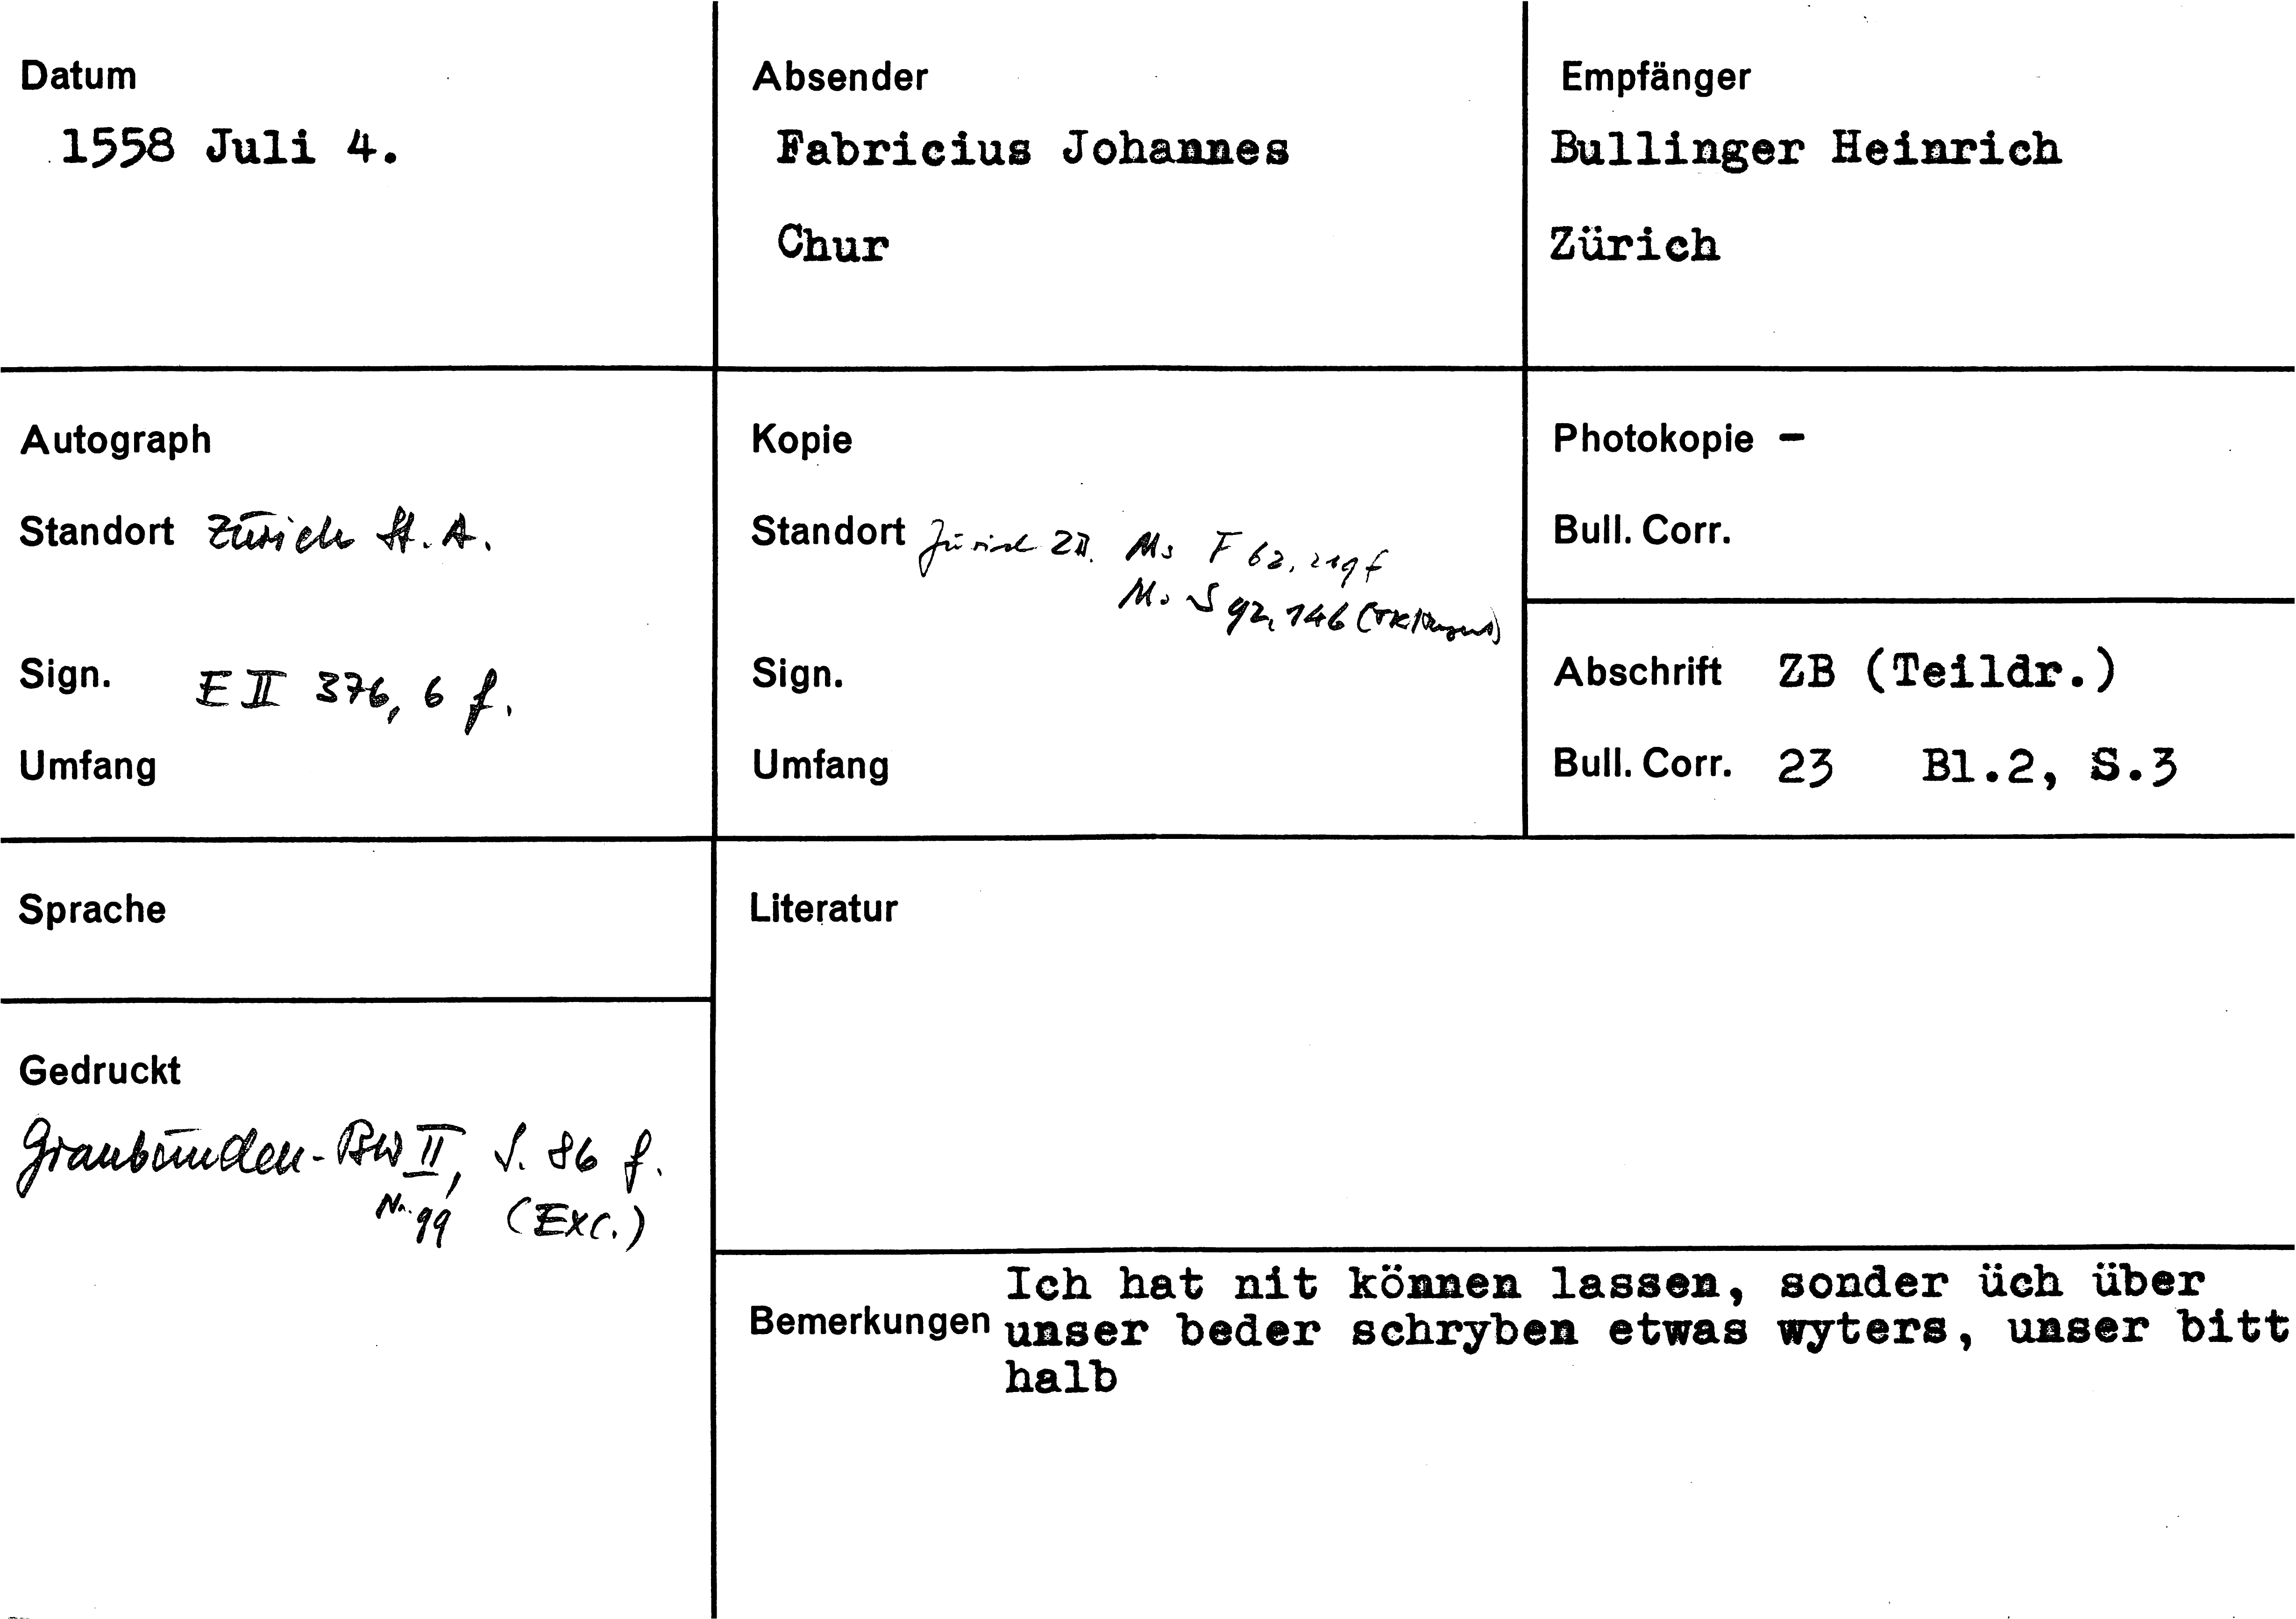 Datum
1558 Juli 4.
Absender
Fabricius Johannes
Chur
Empfänger
Bullinger Heinrich
Zürich
Autograph
Standort Zürich St. A.
Sign. E II 376, 6 f.
Umfang
Kopie
Standort Zürich ZB. Ms F 62, 219 f
Ms S 92, 146
Sign.
Umfang
Photokopie –
Bull. Corr.
Abschrift ZB (Teildr.)
Bull. Corr. 23 Bl.2, S.3
Sprache
Literatur
Gedruckt
Graubünden-BW II, S. 86 f.
Nr. 99 (Exc.)
Bemerkungen
Ich hat nit können lassen, sonder üch über
unser beder schryben etwas wyters, unser bitt
halb